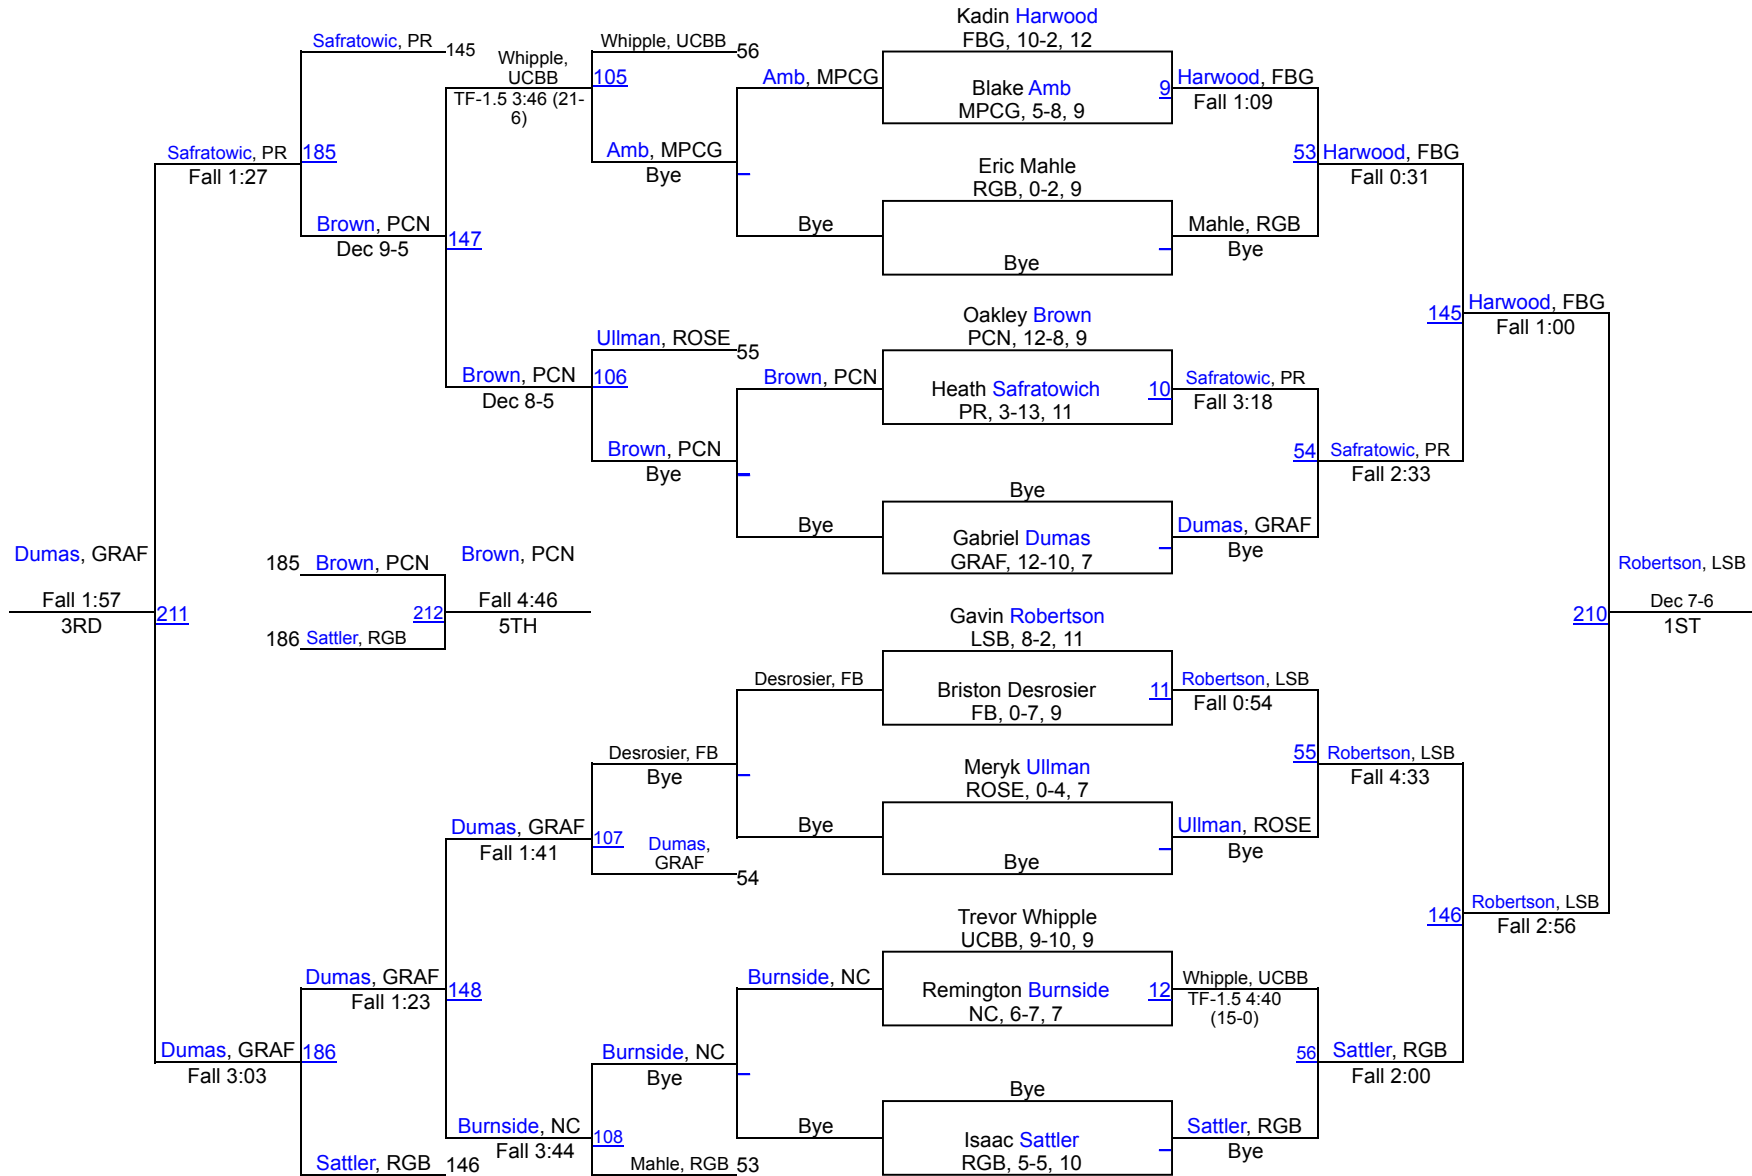 Kadin Harwood
FBG, 10-2, 12
Safratowic, PR
145
Whipple,
UCBB
TF-1.5 3:46 (21-
6)
Whipple, UCBB
56
105
Amb, MPCG
Blake Amb
MPCG, 5-8, 9
9
Harwood, FBG
Fall 1:09
Safratowic, PR
Fall 1:27
185
Amb, MPCG
Bye
Eric Mahle
RGB, 0-2, 9
53
Harwood, FBG
Fall 0:31
Brown, PCN
Dec 9-5
147
Bye
Bye
Mahle, RGB
Bye
Oakley Brown
PCN, 12-8, 9
145
Harwood, FBG
Fall 1:00
Ullman, ROSE
55
Brown, PCN
Dec 8-5
106
Brown, PCN
Heath Safratowich
PR, 3-13, 11
10
Safratowic, PR
Fall 3:18
Brown, PCN
Bye
54
Safratowic, PR
Fall 2:33
Bye
Bye
Gabriel Dumas
GRAF, 12-10, 7
Dumas, GRAF
Bye
Dumas, GRAF
Fall 1:57
3RD
211
185
Brown, PCN
186
Sattler, RGB
212
Brown, PCN
Fall 4:46
5TH
Robertson, LSB
210
Dec 7-6
1ST
Gavin Robertson
LSB, 8-2, 11
Desrosier, FB
Briston Desrosier
FB, 0-7, 9
11
Robertson, LSB
Fall 0:54
Desrosier, FB
Bye
Meryk Ullman
ROSE, 0-4, 7
55
Robertson, LSB
Fall 4:33
Dumas, GRAF
Fall 1:41
107
Dumas,
GRAF
54
Bye
Bye
Ullman, ROSE
Bye
Trevor Whipple
UCBB, 9-10, 9
146
Robertson, LSB
Fall 2:56
Dumas, GRAF
Fall 1:23
148
Burnside, NC
Remington Burnside
NC, 6-7, 7
12
Whipple, UCBB
TF-1.5 4:40
(15-0)
Dumas, GRAF
Fall 3:03
186
Burnside, NC
Bye
56
Sattler, RGB
Fall 2:00
Bye
Burnside, NC
Fall 3:44
108
Bye
Isaac Sattler
RGB, 5-5, 10
Sattler, RGB
Bye
Sattler, RGB
146
Mahle, RGB
53